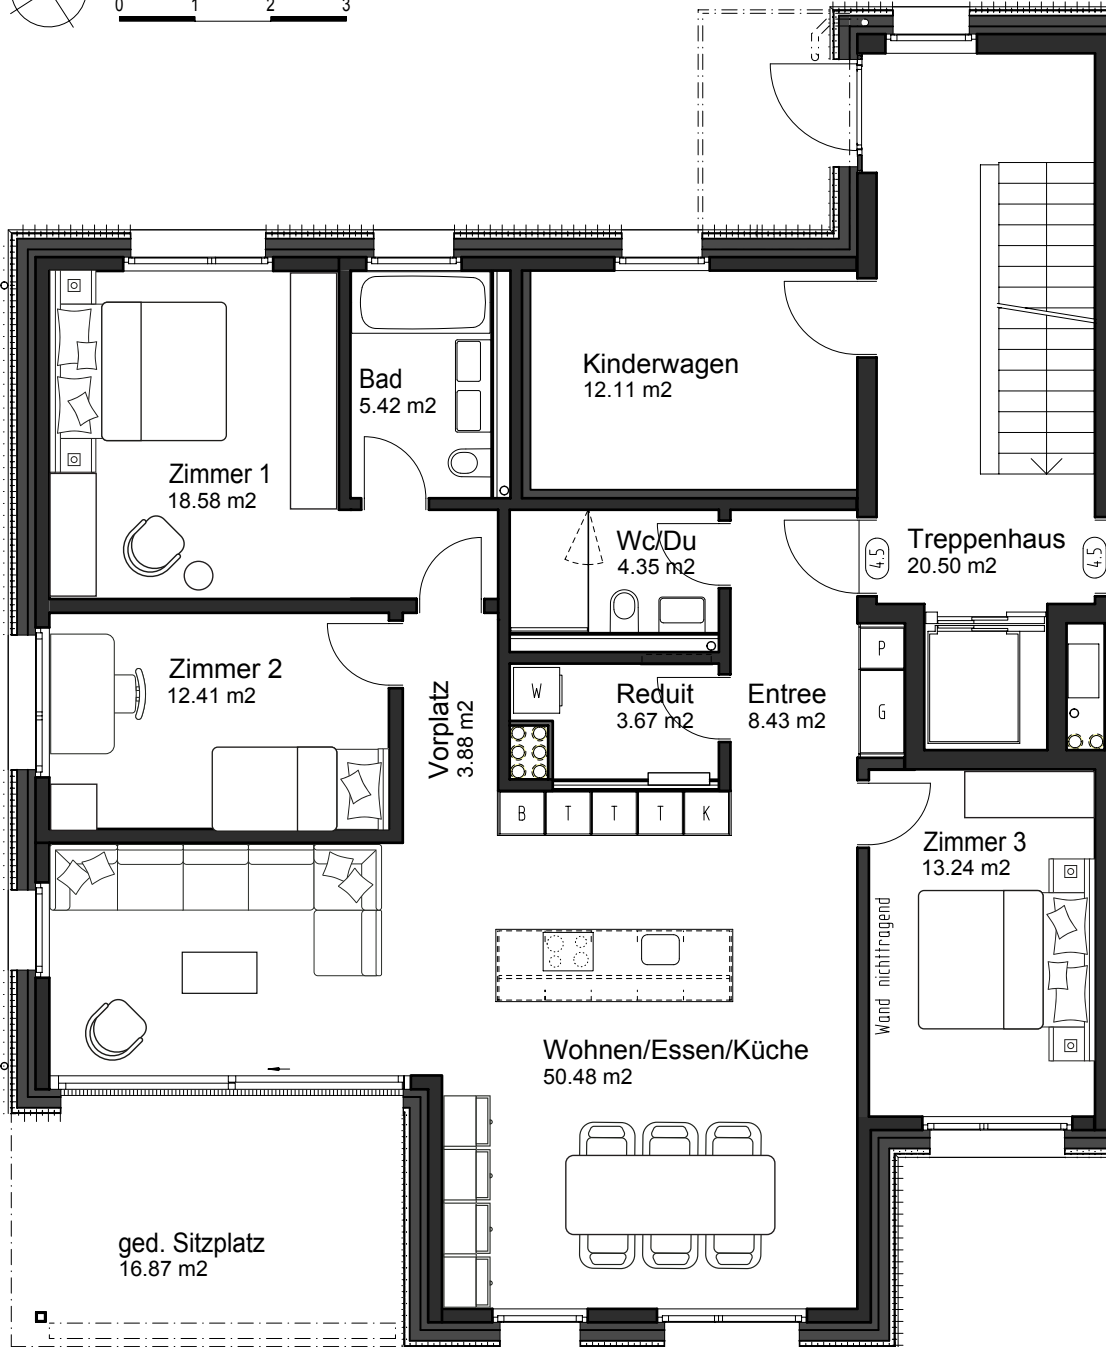 0 1 2 3
Kinderwagen
12.11 m2
Bad
5.42 m2
Zimmer 1
18.58 m2
Wc/Du
4.35 m2
4.5
Treppenhaus
20.50 m2
4.5
Zimmer 2
12.41 m2
Vorplatz
3.88 m2
W
Reduit
3.67 m2
Entree
8.43 m2
P
G
B T T T K
Zimmer 3
13.24 m2
Wand nichttragend
Wohnen/Essen/Küche
50.48 m2
ged. Sitzplatz
16.87 m2